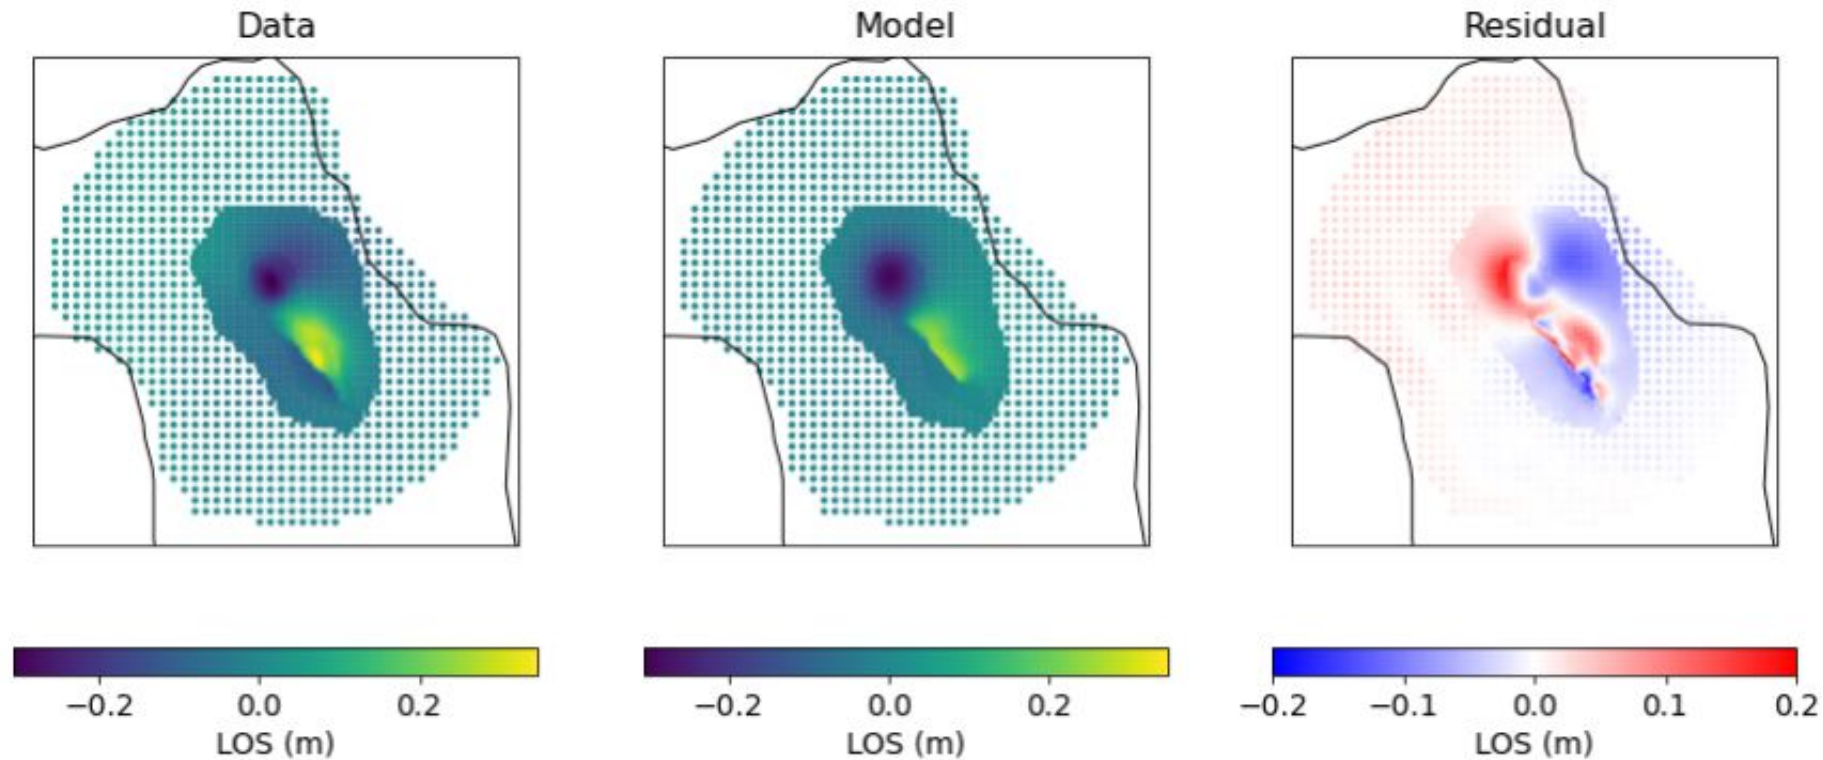 Data Model Residual
−0.2 0.0 0.2 −0.2 0.0 0.2 −0.2 −0.1 0.0 0.1 0.2
LOS (m) LOS (m) LOS (m)